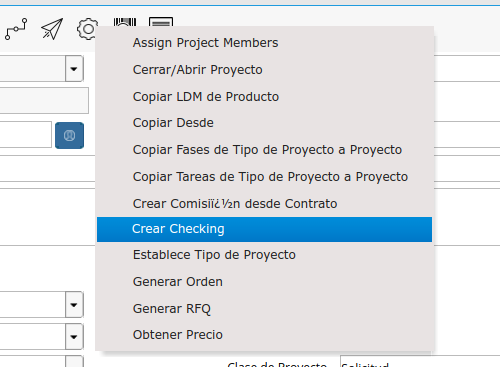 Assign Project Members
Cerrar/Abrir Proyecto
Copiar LDM de Producto
Copiar Desde
Copiar Fases de Tipo de Proyecto a Proyecto
Copiar Tareas de Tipo de Proyecto a Proyecto
Crear Comisiï¿½n desde Contrato
Crear Checking
Establece Tipo de Proyecto
Generar Orden
Generar RFQ
Obtener Precio
Clase de Proyecto Solicitud